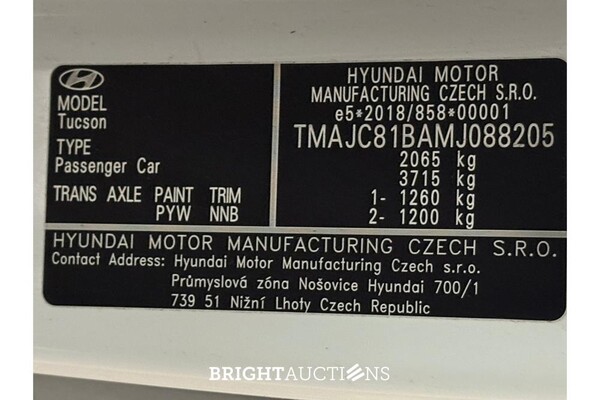 MODEL
Tucson
TYPE
Passenger Car
TRANS AXLE PAINT TRIM
PYW NNB
HYUNDAI MOTOR
MANUFACTURING CZECH S.R.O.
e5*2018/858*00001
TMAJC81BAMJ088205
2065 kg
3715 kg
1- 1260 kg
2- 1200 kg
HYUNDAI MOTOR MANUFACTURING CZECH S.R.O.
Contact Address: Hyundai Motor Manufacturing Czech s.r.o.
Průmyslová zóna Nošovice Hyundai 700/1
739 51 Nižní Lhoty Czech Republic
BRIGHTAUCTIONS